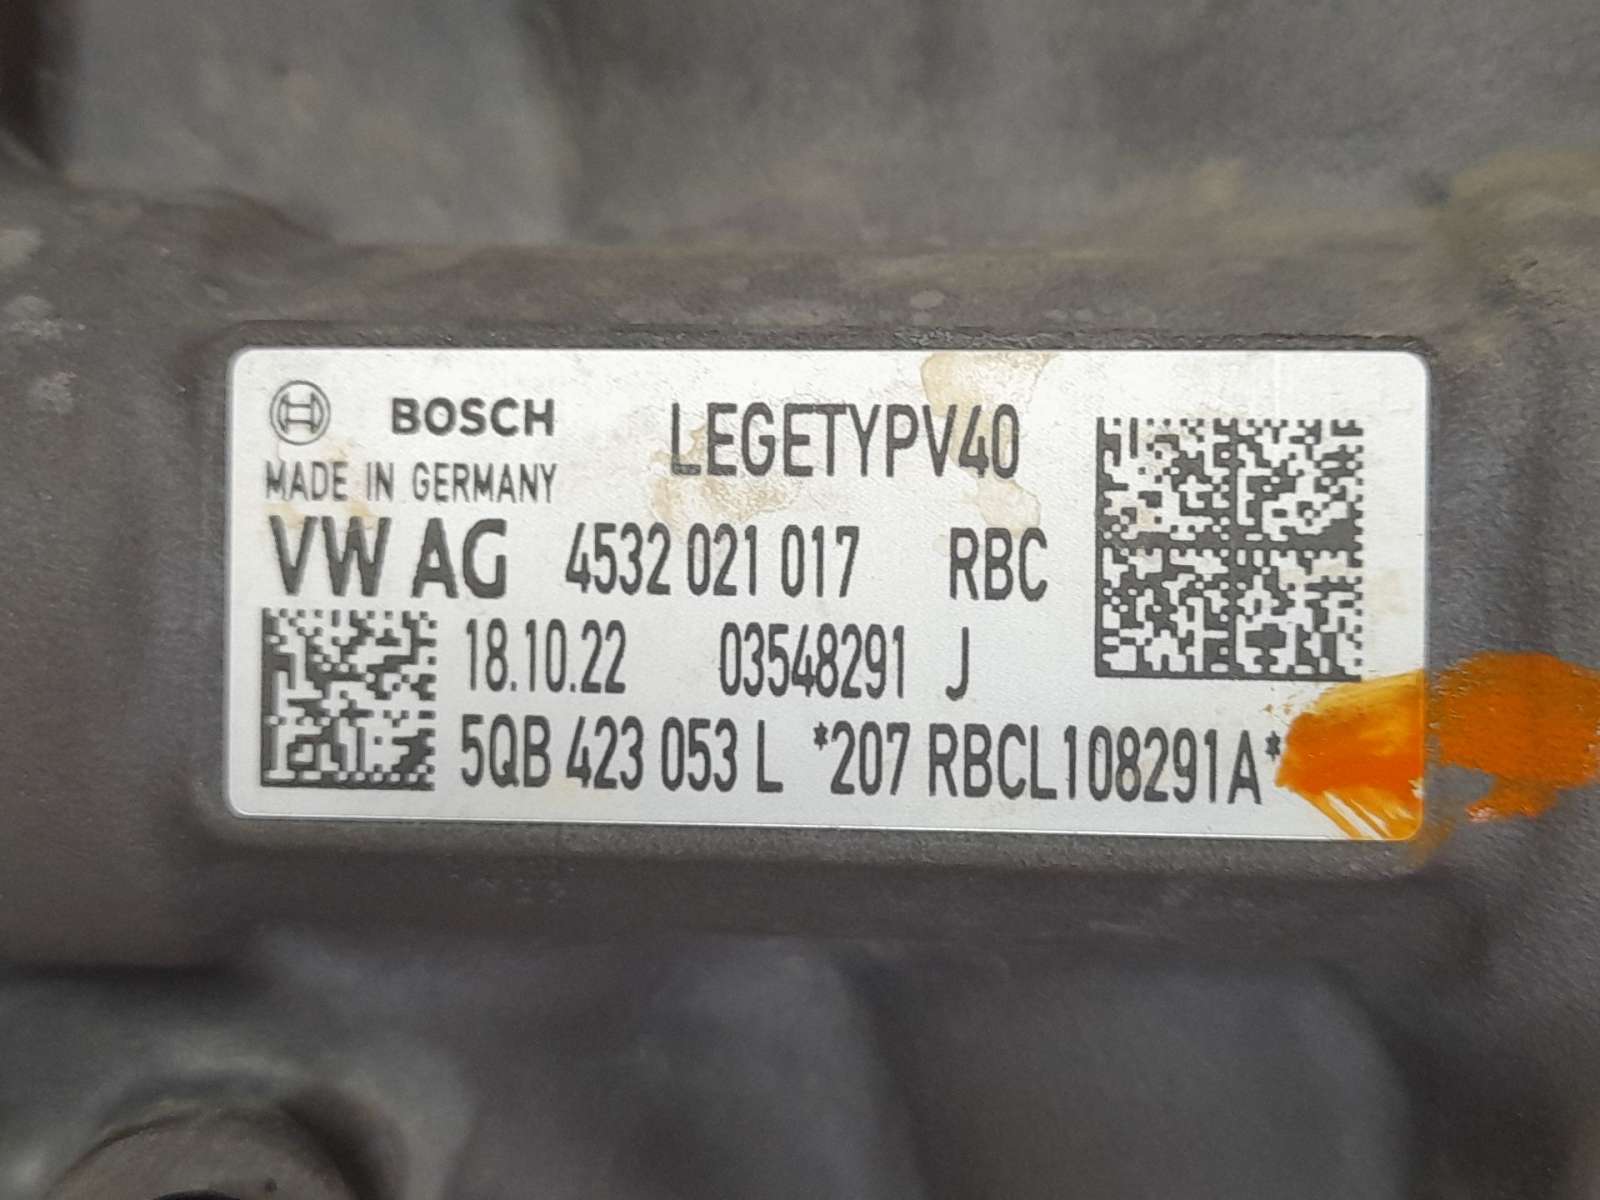 BOSCH LEGETYPV40
MADE IN GERMANY
VW AG 4532 021 017 RBC
18.10.22 03548291 J
5QB 423 053 L *207 RBCL108291A*